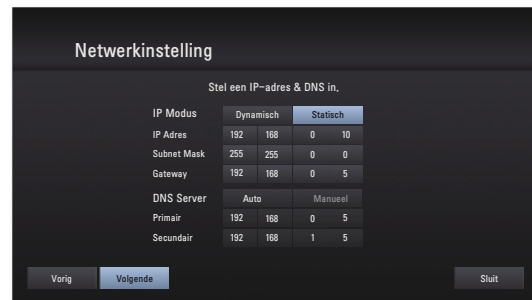 Netwerkinstelling
Stel een IP-adres & DNS in.
IP Modus Dynamisch Statisch
IP Adres 192 168 0 10
Subnet Mask 255 255 0 0
Gateway 192 168 0 5
DNS Server Auto Manueel
Primair 192 168 0 5
Secundair 192 168 1 5
Vorig Volgende Sluit